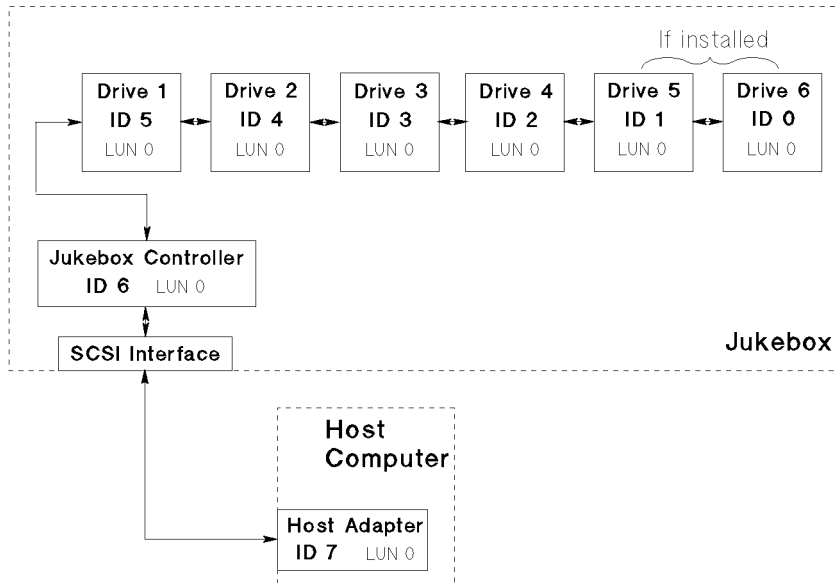 If installed
Drive 1
ID 5
LUN 0
Drive 2
ID 4
LUN 0
Drive 3
ID 3
LUN 0
Drive 4
ID 2
LUN 0
Drive 5
ID 1
LUN 0
Drive 6
ID 0
LUN 0
Jukebox Controller
ID 6 LUN 0
SCSI Interface
Jukebox
Host
Computer
Host Adapter
ID 7 LUN 0